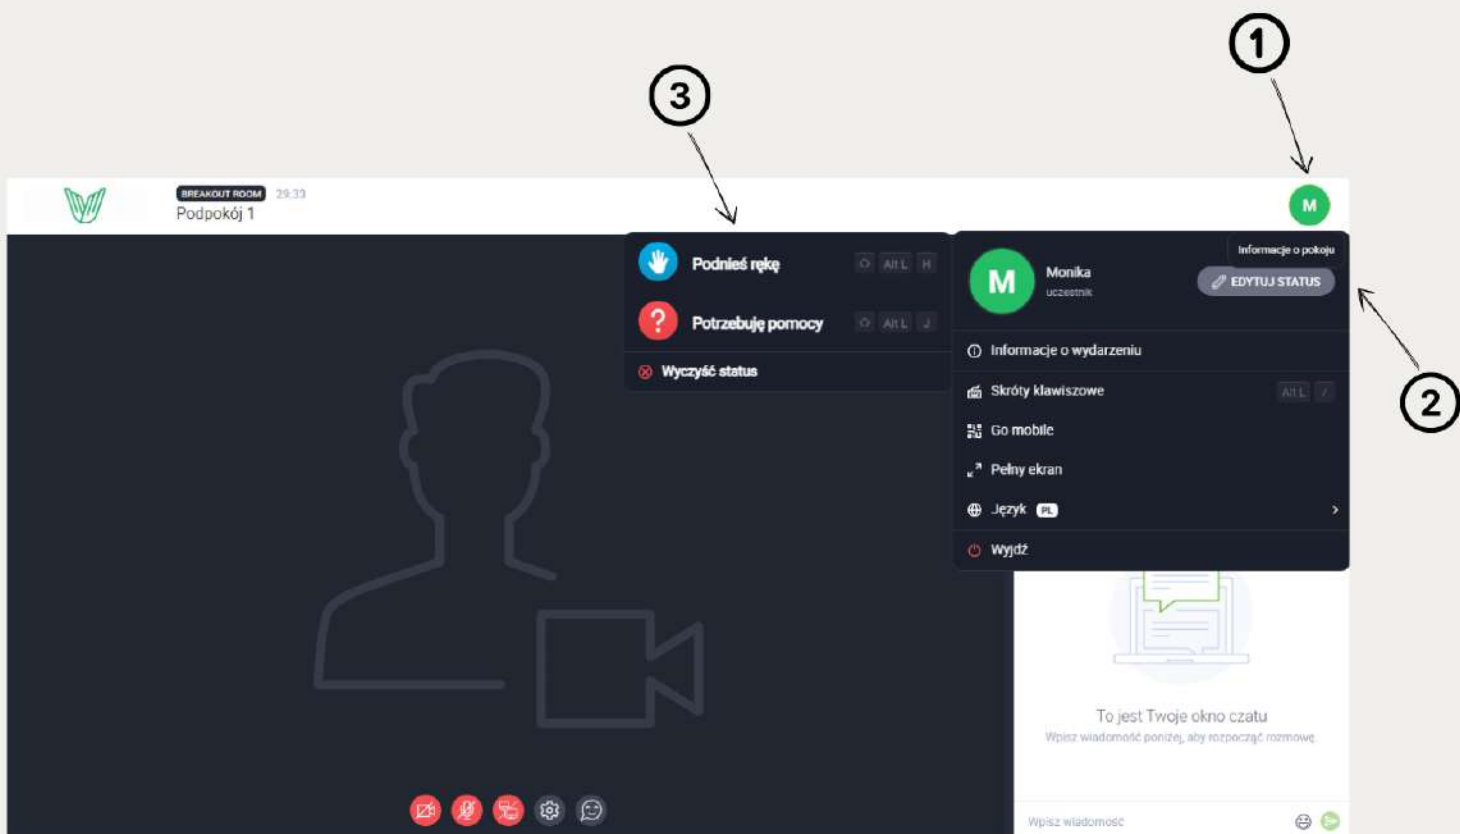 1
3
BREAKOUT ROOM 29:33
Podpokój 1
M
Podnieś rękę Alt L H
Potrzebuję pomocy Alt L J
Wyczyść status
Informacje o pokoju
M
Monika
uczestnik
EDYTUJ STATUS
2
Informacje o wydarzeniu
Skróty klawiszowe Alt L /
Go mobile
Pełny ekran
Język PL
Wyjdź
To jest Twoje okno czatu
Wpisz wiadomość poniżej, aby rozpocząć rozmowę
Wpisz wiadomość